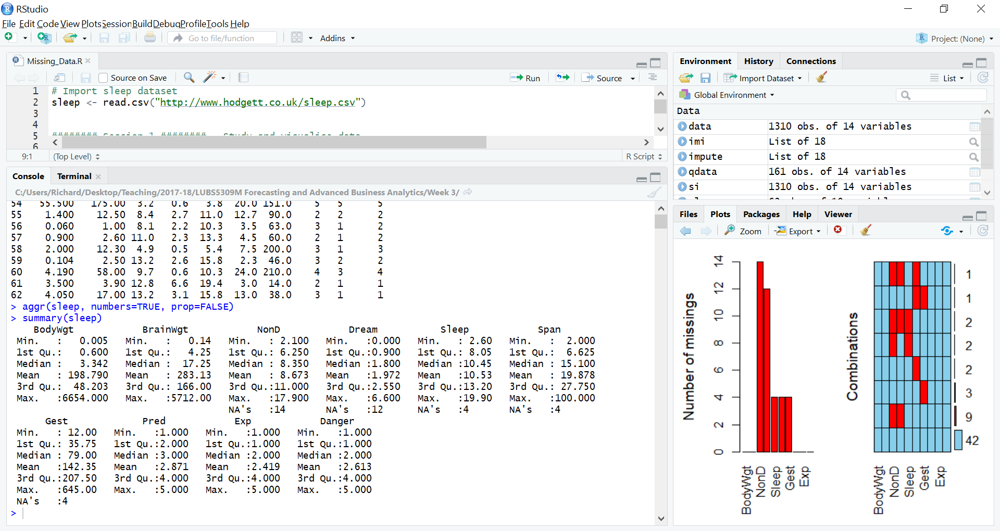 RStudio
File Edit Code View Plots Session Build Debug Profile Tools Help
Go to file/function Addins Project: (None)
Missing_Data.R
Source on Save Run Source
1 # Import sleep dataset
2 sleep <- read.csv("http://www.hodgett.co.uk/sleep.csv")
3
4
5 ######## Session 1 ######## Study and visualise data
6
9:1 (Top Level) R Script
Console Terminal
C:/Users/Richard/Desktop/Teaching/2017-18/LUBS5309M Forecasting and Advanced Business Analytics/Week 3/
54 55.500 175.00 3.2 0.6 3.8 20.0 151.0 5 5 5
55 1.400 12.50 8.4 2.7 11.0 12.7 90.0 2 2 2
56 0.060 1.00 8.1 2.2 10.3 3.5 63.0 3 1 2
57 0.900 2.60 11.0 2.3 13.3 4.5 60.0 2 1 2
58 2.000 12.30 4.9 0.5 5.4 7.5 200.0 3 1 3
59 0.104 2.50 13.2 2.6 15.8 2.3 46.0 3 2 2
60 4.190 58.00 9.7 0.6 10.3 24.0 210.0 4 3 4
61 3.500 3.90 12.8 6.6 19.4 3.0 14.0 2 1 1
62 4.050 17.00 13.2 3.1 15.8 13.0 38.0 3 1 1
> aggr(sleep, numbers=TRUE, prop=FALSE)
> summary(sleep)
BodyWgt BrainWgt NonD Dream Sleep Span
Min. : 0.005 Min. : 0.14 Min. : 2.100 Min. :0.000 Min. : 2.60 Min. : 2.000
1st Qu.: 0.600 1st Qu.: 4.25 1st Qu.: 6.250 1st Qu.:0.900 1st Qu.: 8.05 1st Qu.: 6.625
Median : 3.342 Median : 17.25 Median : 8.350 Median :1.800 Median :10.45 Median : 15.100
Mean : 198.790 Mean : 283.13 Mean : 8.673 Mean :1.972 Mean :10.53 Mean : 19.878
3rd Qu.: 48.203 3rd Qu.: 166.00 3rd Qu.:11.000 3rd Qu.:2.550 3rd Qu.:13.20 3rd Qu.: 27.750
Max. :6654.000 Max. :5712.00 Max. :17.900 Max. :6.600 Max. :19.90 Max. :100.000
NA's :14 NA's :12 NA's :4 NA's :4
Gest Pred Exp Danger
Min. : 12.00 Min. :1.000 Min. :1.000 Min. :1.000
1st Qu.: 35.75 1st Qu.:2.000 1st Qu.:1.000 1st Qu.:1.000
Median : 79.00 Median :3.000 Median :2.000 Median :2.000
Mean :142.35 Mean :2.871 Mean :2.419 Mean :2.613
3rd Qu.:207.50 3rd Qu.:4.000 3rd Qu.:4.000 3rd Qu.:4.000
Max. :645.00 Max. :5.000 Max. :5.000 Max. :5.000
NA's :4
>
Environment History Connections
Import Dataset List
Global Environment
Data
data 1310 obs. of 14 variables
imi List of 18
impute List of 18
qdata 161 obs. of 14 variables
si 1310 obs. of 14 variables
Files Plots Packages Help Viewer
Zoom Export
Number of missings
14
12
10
8
6
4
2
0
BodyWgt NonD Sleep Gest Exp
Combinations
1
1
2
2
2
3
9
42
BodyWgt NonD Sleep Gest Exp